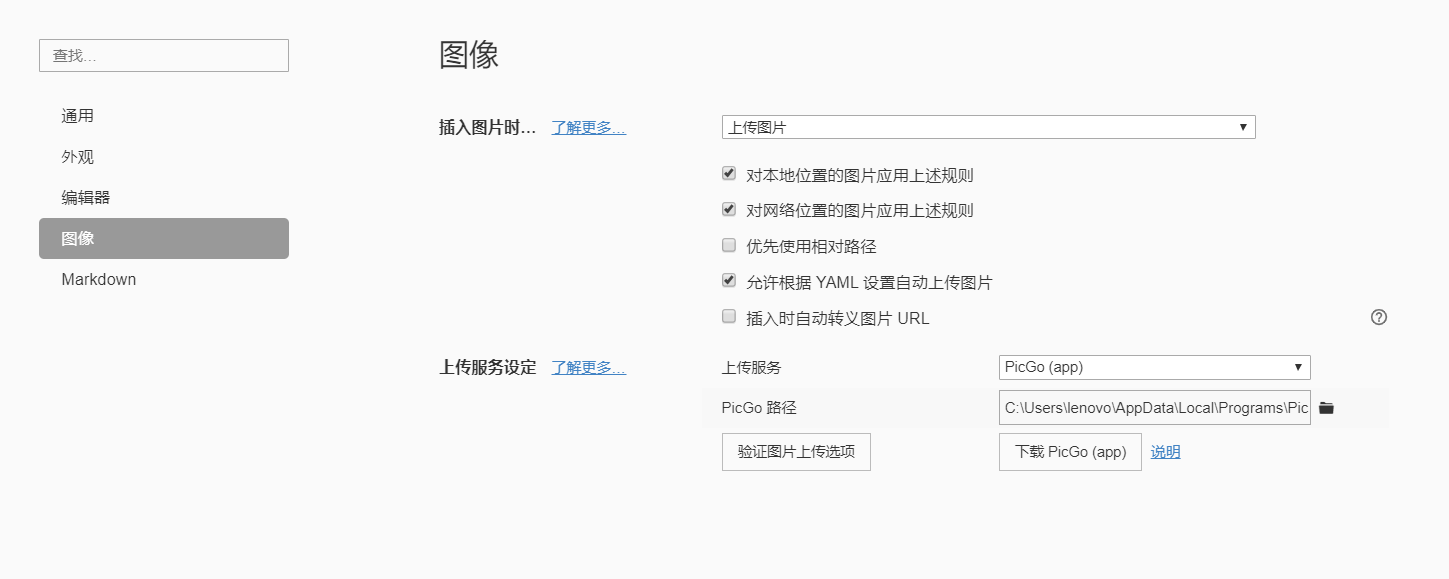 查找...
通用
外观
编辑器
图像
Markdown
图像
插入图片时... 了解更多... 上传图片 ▼
对本地位置的图片应用上述规则
对网络位置的图片应用上述规则
优先使用相对路径
允许根据 YAML 设置自动上传图片
插入时自动转义图片 URL ?
上传服务设定 了解更多... 上传服务 PicGo (app) ▼
PicGo 路径 C:\Users\lenovo\AppData\Local\Programs\Pic
验证图片上传选项 下载 PicGo (app) 说明